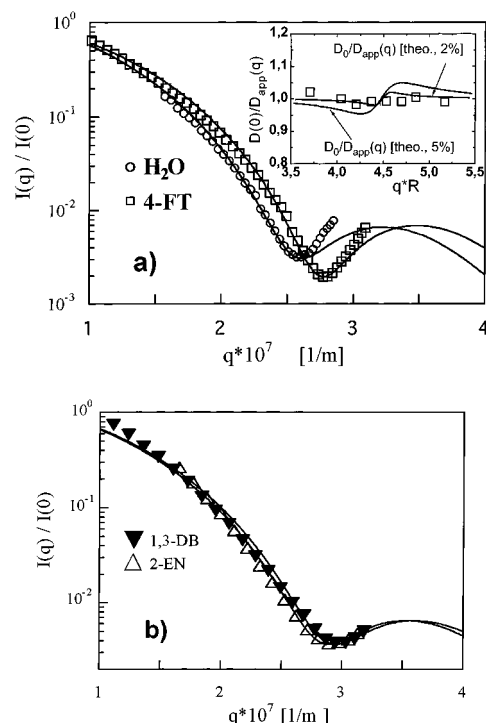 10⁰
10⁻¹
10⁻²
10⁻³
I(q) / I(0)
H₂O
4-FT
a)
1 2 3 4
q*10⁷ [1/m]
D(0)/D_app(q)
1,2
1,1
1,0
0,9
0,8
D₀/D_app(q) [theo., 2%]
D₀/D_app(q) [theo., 5%]
3,5 4,0 4,5 5,0 5,5
q*R
10⁰
10⁻¹
10⁻²
I(q) / I(0)
1,3-DB
2-EN
b)
1 2 3 4
q*10⁷ [1/m]